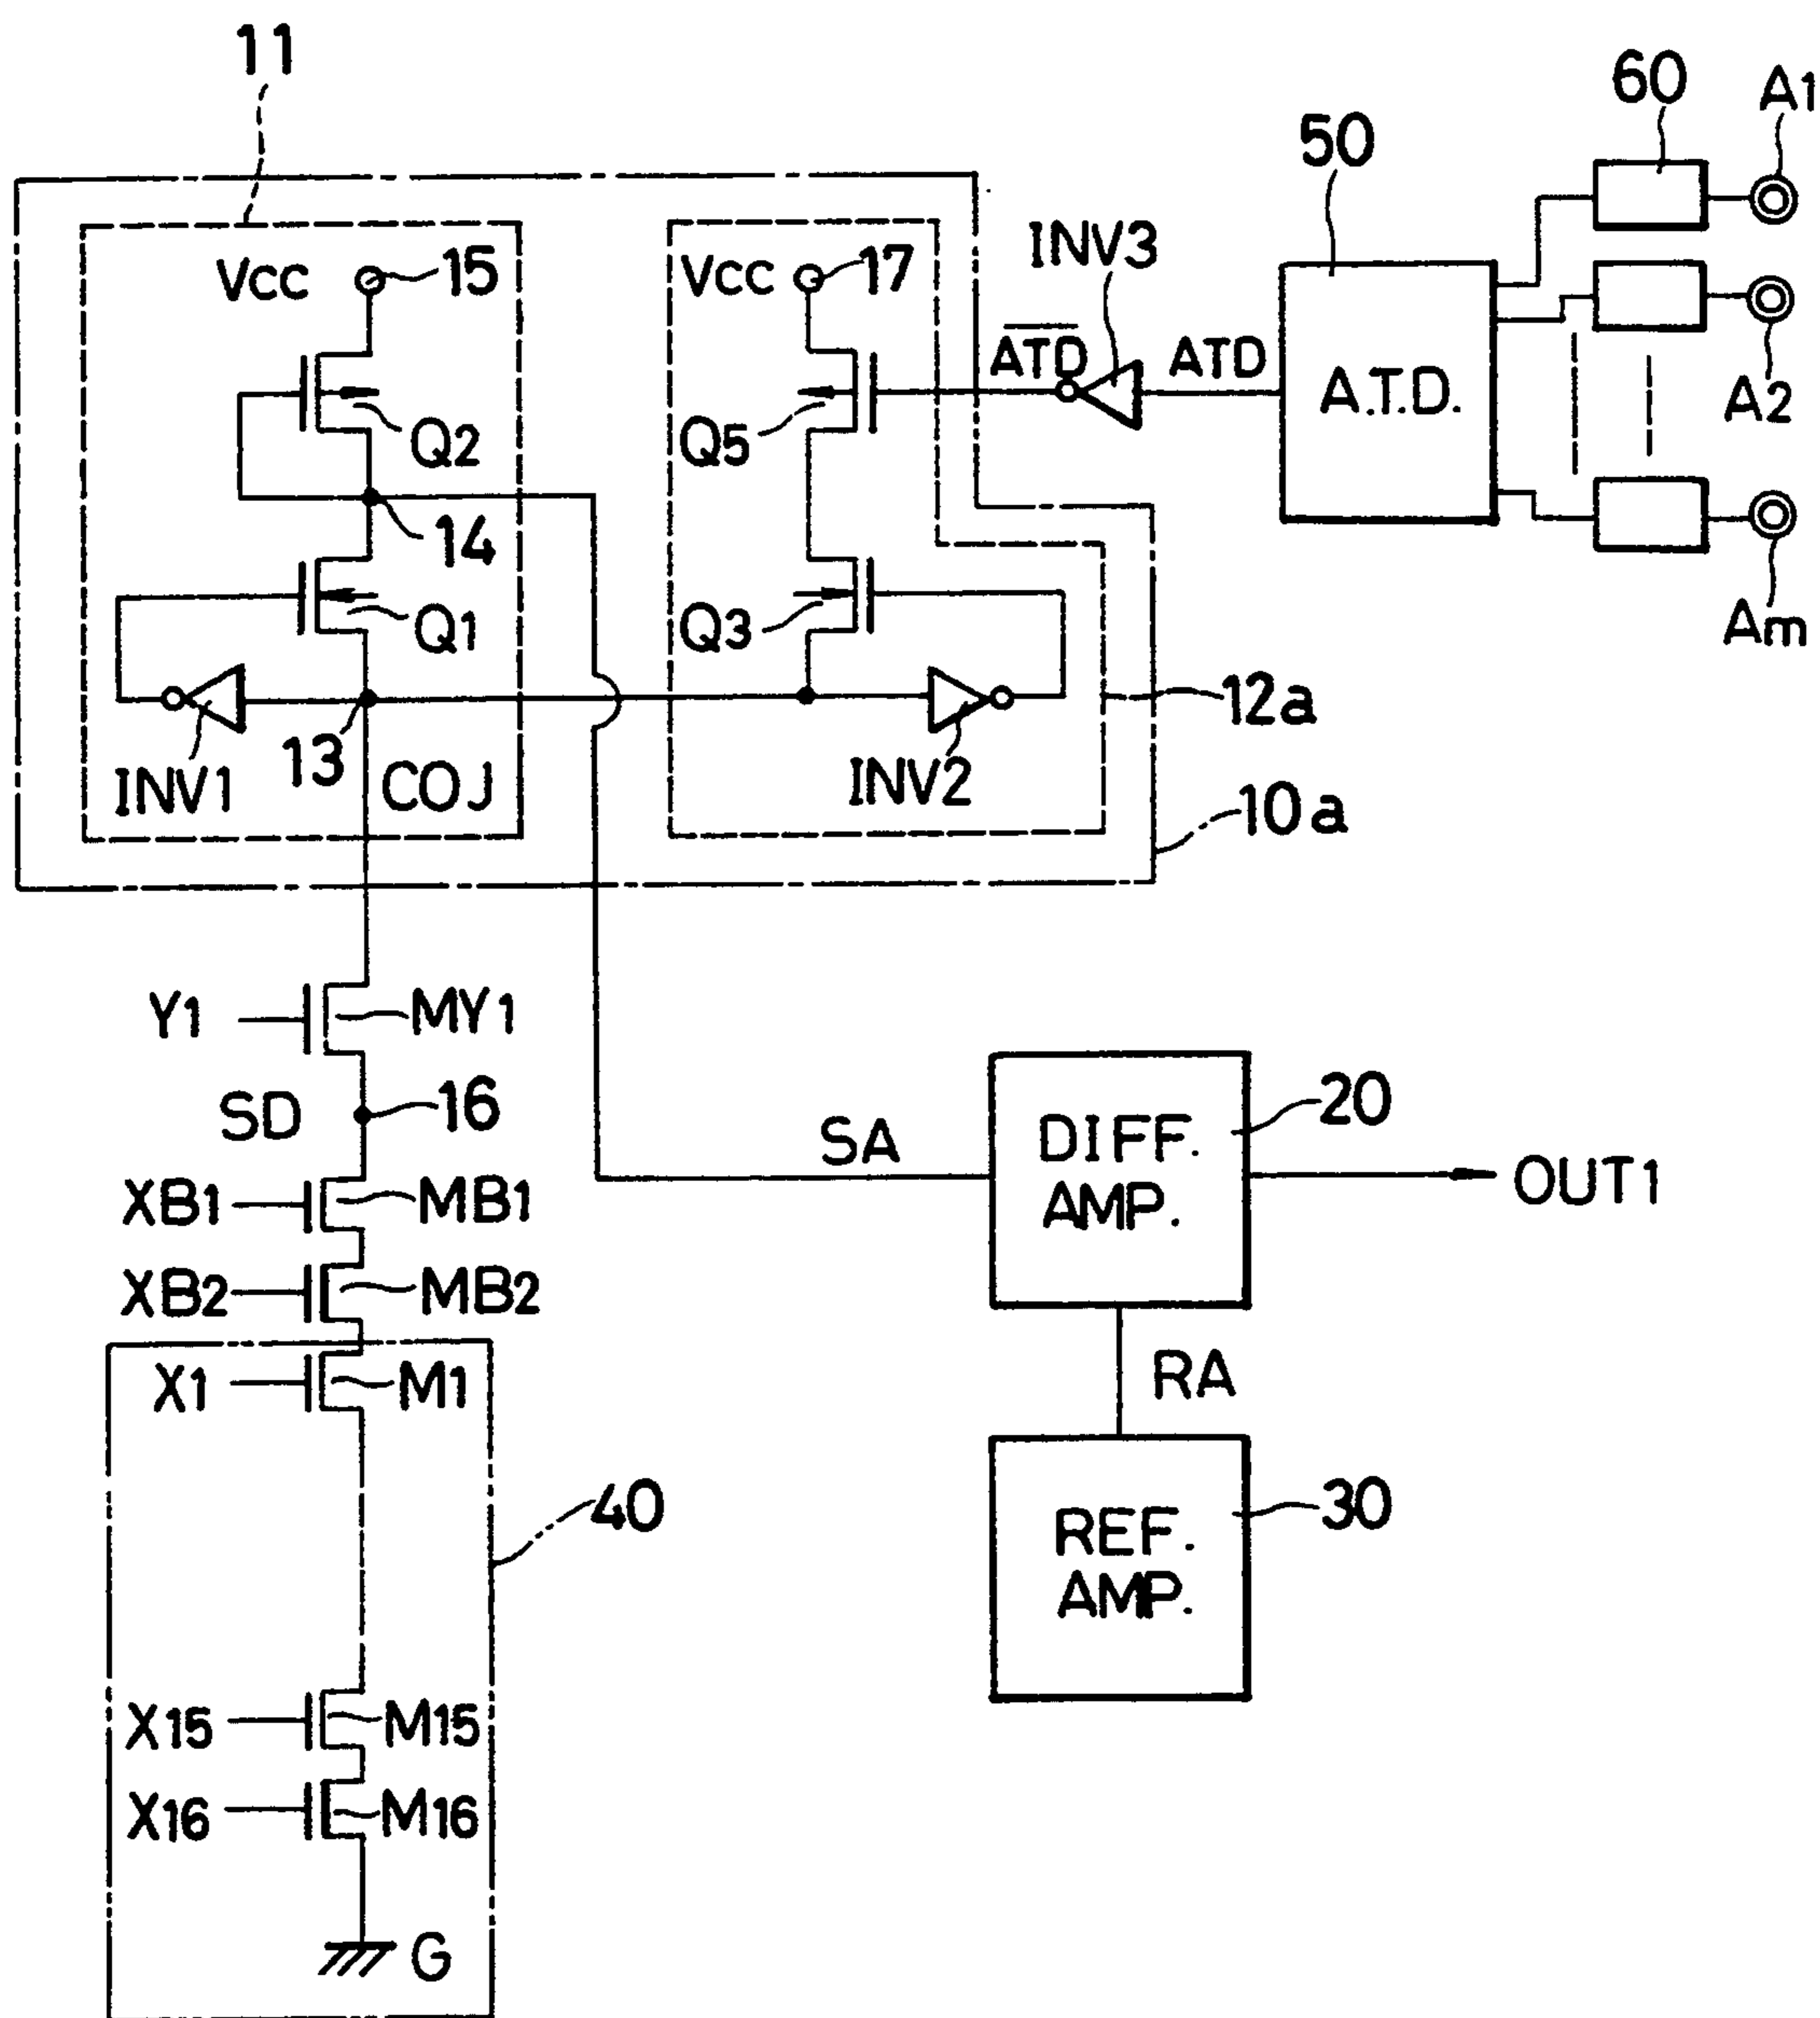 11
60
A1
50
VCC
15
VCC
17
INV3
ATD
ATD
A.T.D.
A2
Q2
Q5
14
Q1
Q3
Am
12a
INV1
13
COJ
INV2
10a
Y1
MY1
SD
16
SA
DIFF.
AMP.
20
OUT1
XB1
MB1
XB2
MB2
X1
M1
RA
40
REF.
AMP.
30
X15
M15
X16
M16
G